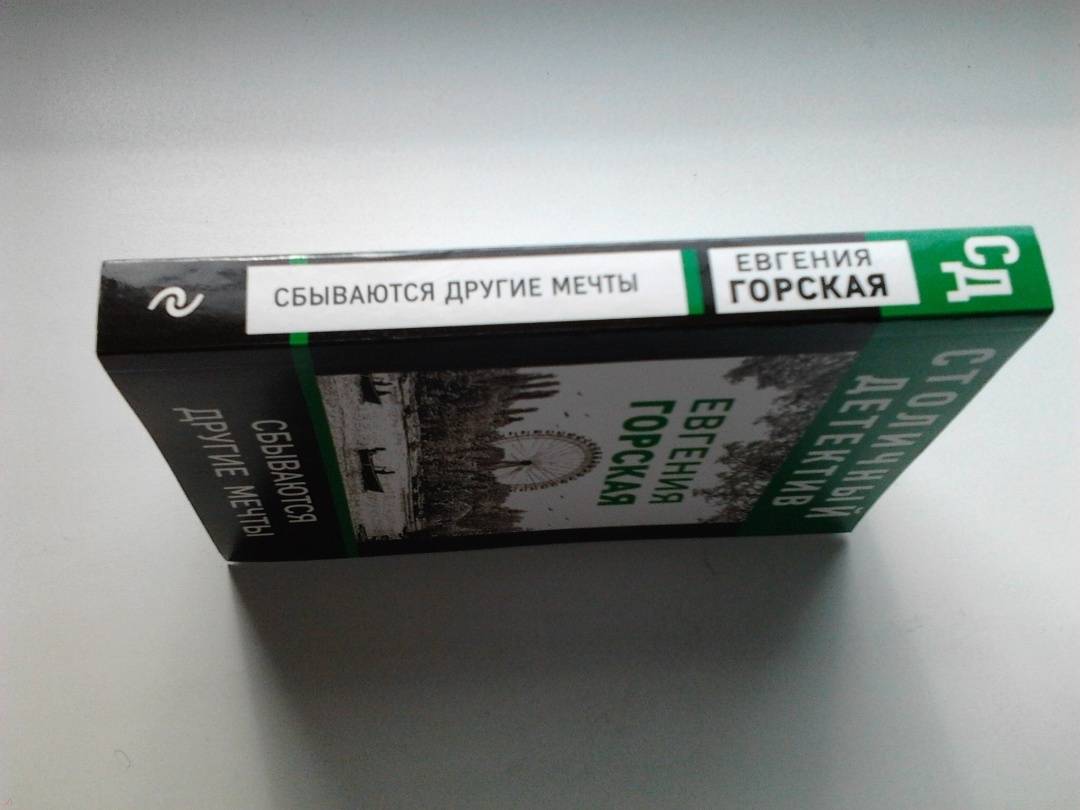 СБЫВАЮТСЯ ДРУГИЕ МЕЧТЫ
ЕВГЕНИЯ
ГОРСКАЯ
СД
СТОЛИЧНЫЙ
ДЕТЕКТИВ
ЕВГЕНИЯ
ГОРСКАЯ
СБЫВАЮТСЯ
ДРУГИЕ МЕЧТЫ